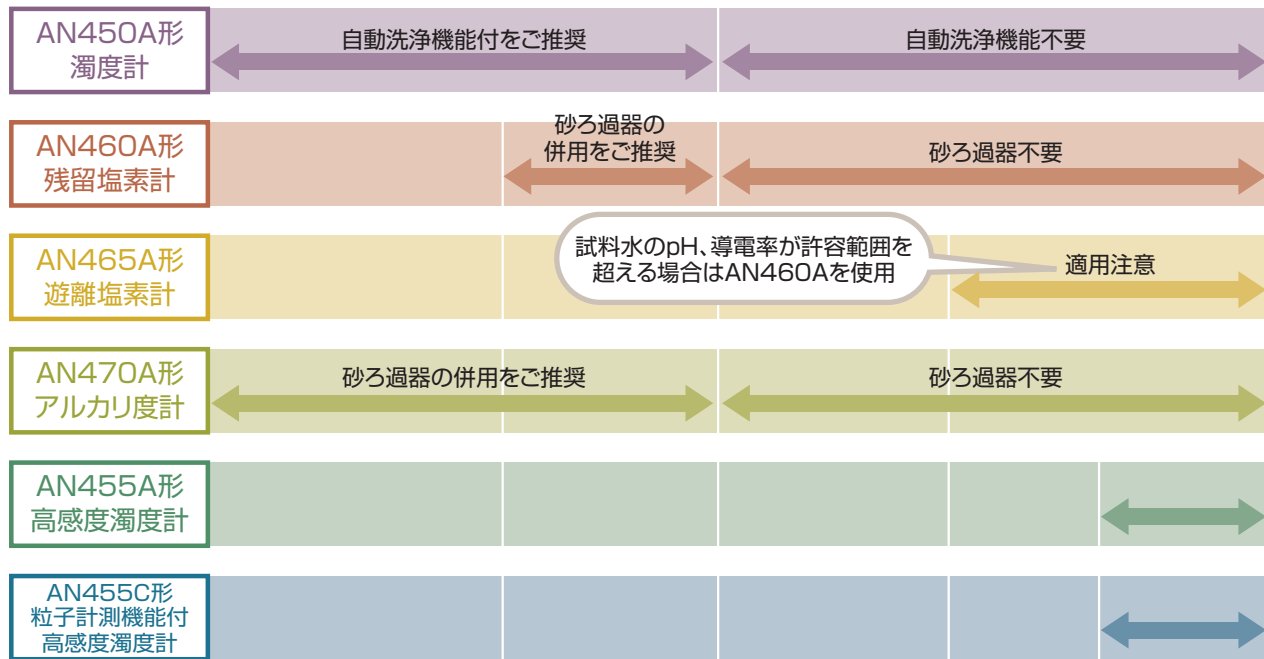 AN450A形
濁度計
自動洗浄機能付をご推奨
自動洗浄機能不要
AN460A形
残留塩素計
砂ろ過器の
併用をご推奨
砂ろ過器不要
AN465A形
遊離塩素計
試料水のpH、導電率が許容範囲を
超える場合はAN460Aを使用
適用注意
AN470A形
アルカリ度計
砂ろ過器の併用をご推奨
砂ろ過器不要
AN455A形
高感度濁度計
AN455C形
粒子計測機能付
高感度濁度計